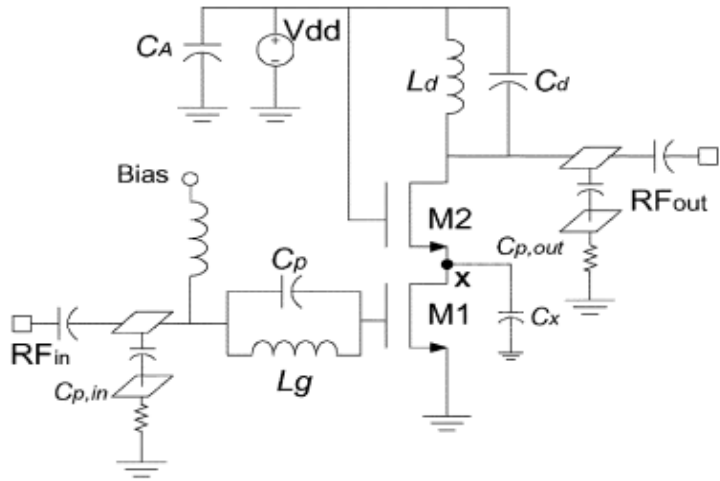 CA
Vdd
Ld
Cd
Bias
M2
RFout
Cp,out
Cp
x
M1
Cx
RFin
Lg
Cp,in